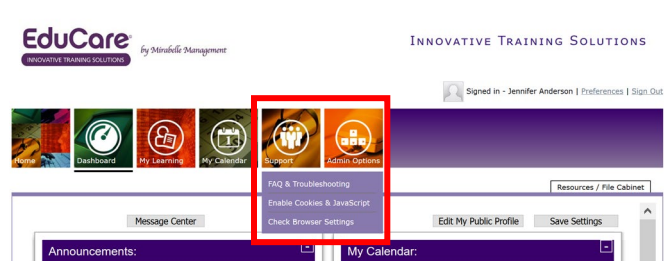 EduCare®
INNOVATIVE TRAINING SOLUTIONS
by Mirabelle Management
INNOVATIVE TRAINING SOLUTIONS
Signed in - Jennifer Anderson | Preferences | Sign Out
Home
Dashboard
My Learning
My Calendar
Support
Admin Options
FAQ & Troubleshooting
Enable Cookies & JavaScript
Check Browser Settings
Resources / File Cabinet
Message Center
Edit My Public Profile
Save Settings
Announcements:
-
My Calendar:
-